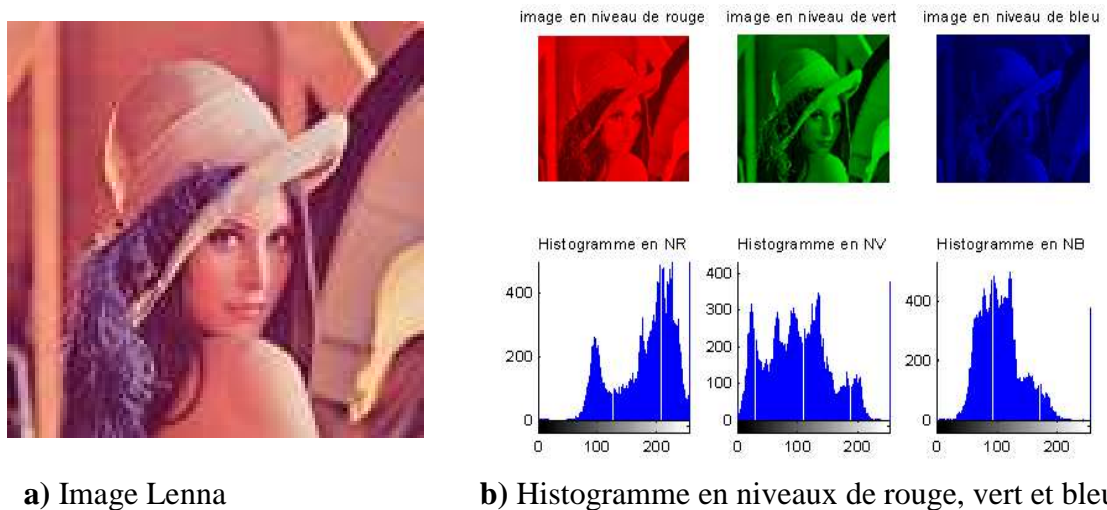 image en niveau de rouge
image en niveau de vert
image en niveau de bleu
Histogramme en NR
Histogramme en NV
Histogramme en NB
400
200
0
0 100 200
400
300
200
100
0
0 100 200
400
200
0
0 100 200
a) Image Lenna
b) Histogramme en niveaux de rouge, vert et bleu